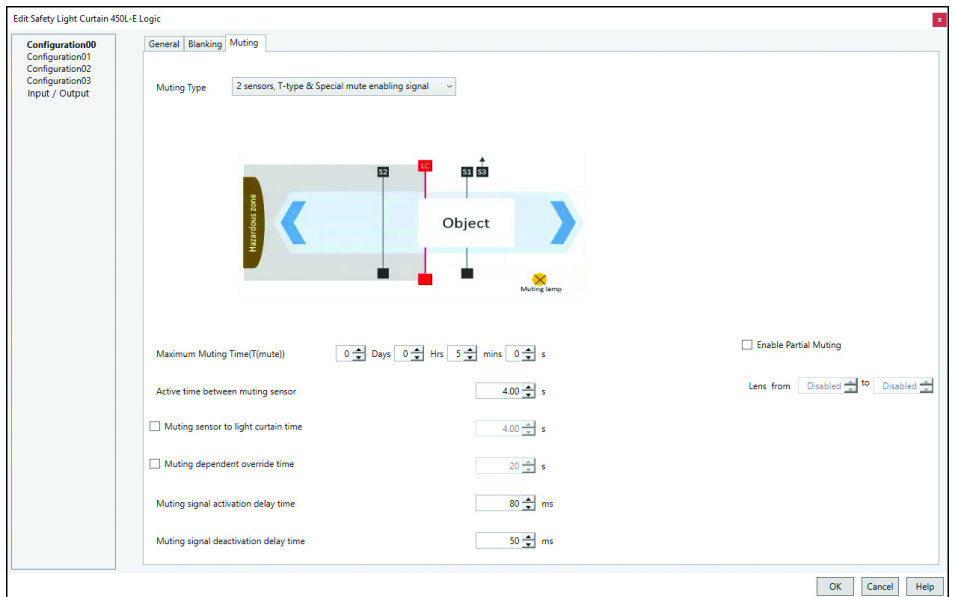 Edit Safety Light Curtain 450L-E Logic
x
Configuration00
Configuration01
Configuration02
Configuration03
Input / Output
General Blanking Muting
Muting Type 2 sensors, T-type & Special mute enabling signal
S2 LC S1 S3
Hazardous zone
Object
Muting lamp
Maximum Muting Time(T(mute)) 0 Days 0 Hrs 5 mins 0 s
Enable Partial Muting
Active time between muting sensor 4.00 s
Lens from Disabled to Disabled
Muting sensor to light curtain time 4.00 s
Muting dependent override time 20 s
Muting signal activation delay time 80 ms
Muting signal deactivation delay time 50 ms
OK Cancel Help